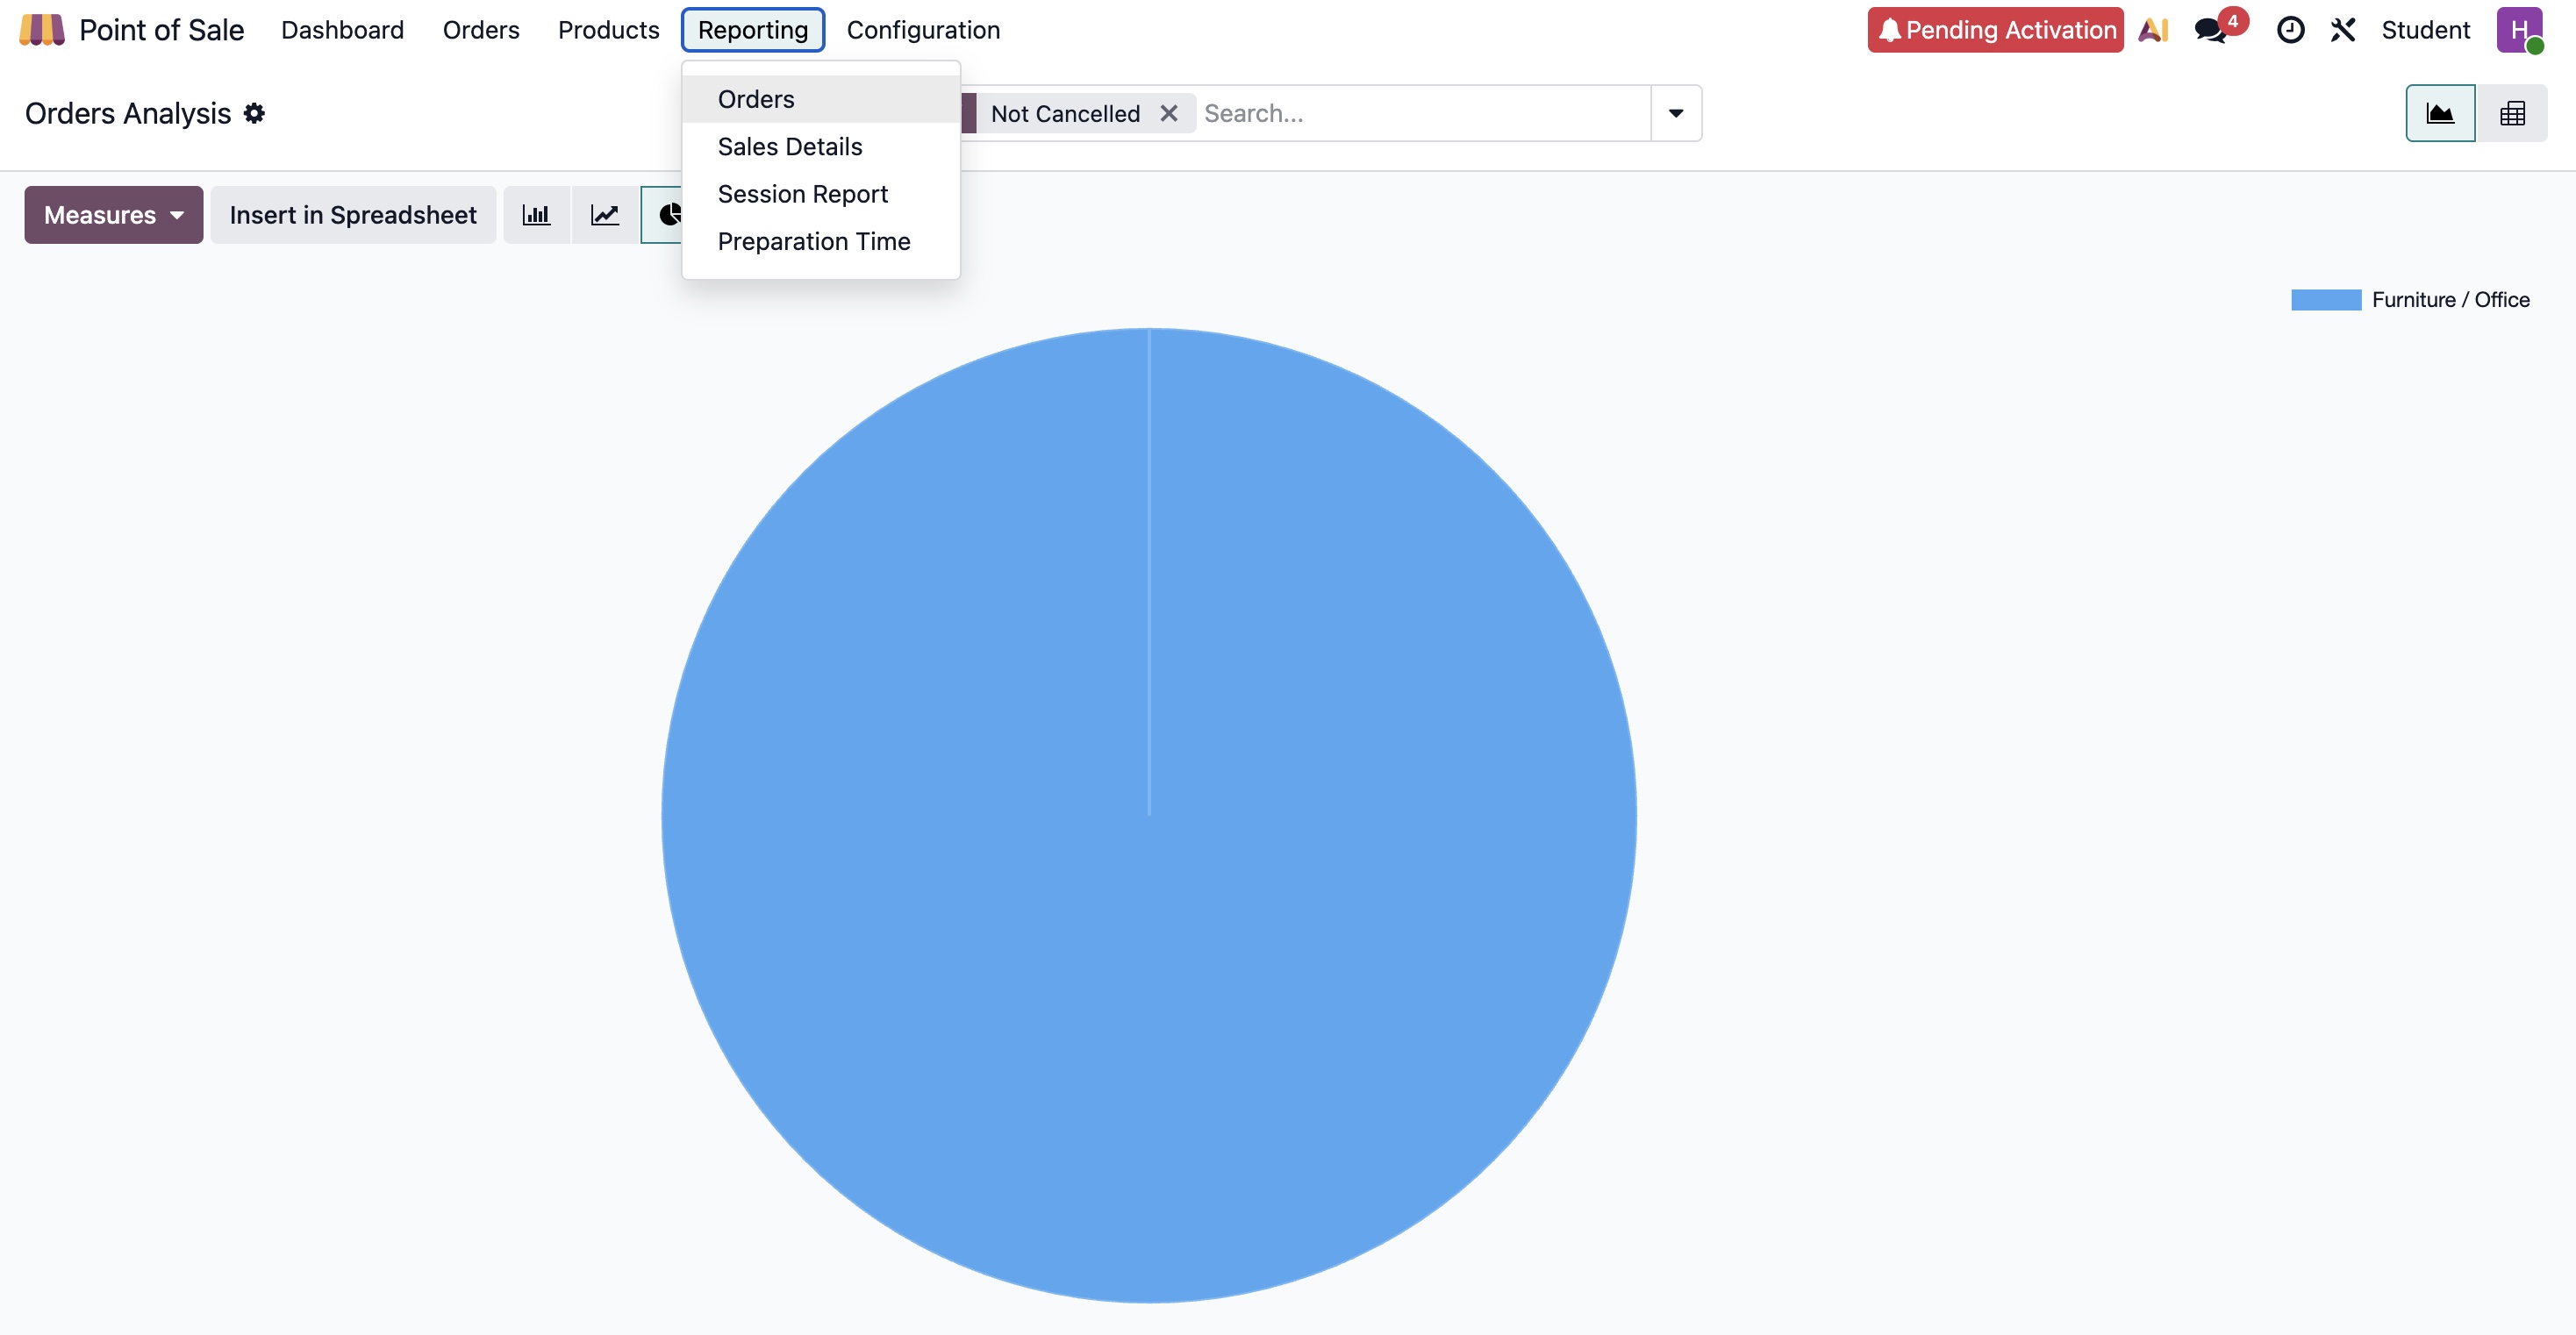 Point of Sale Dashboard Orders Products Reporting Configuration Pending Activation AI 4 Student H
Orders Analysis Not Cancelled Search...
Orders
Sales Details
Session Report
Preparation Time
Measures Insert in Spreadsheet
Furniture / Office